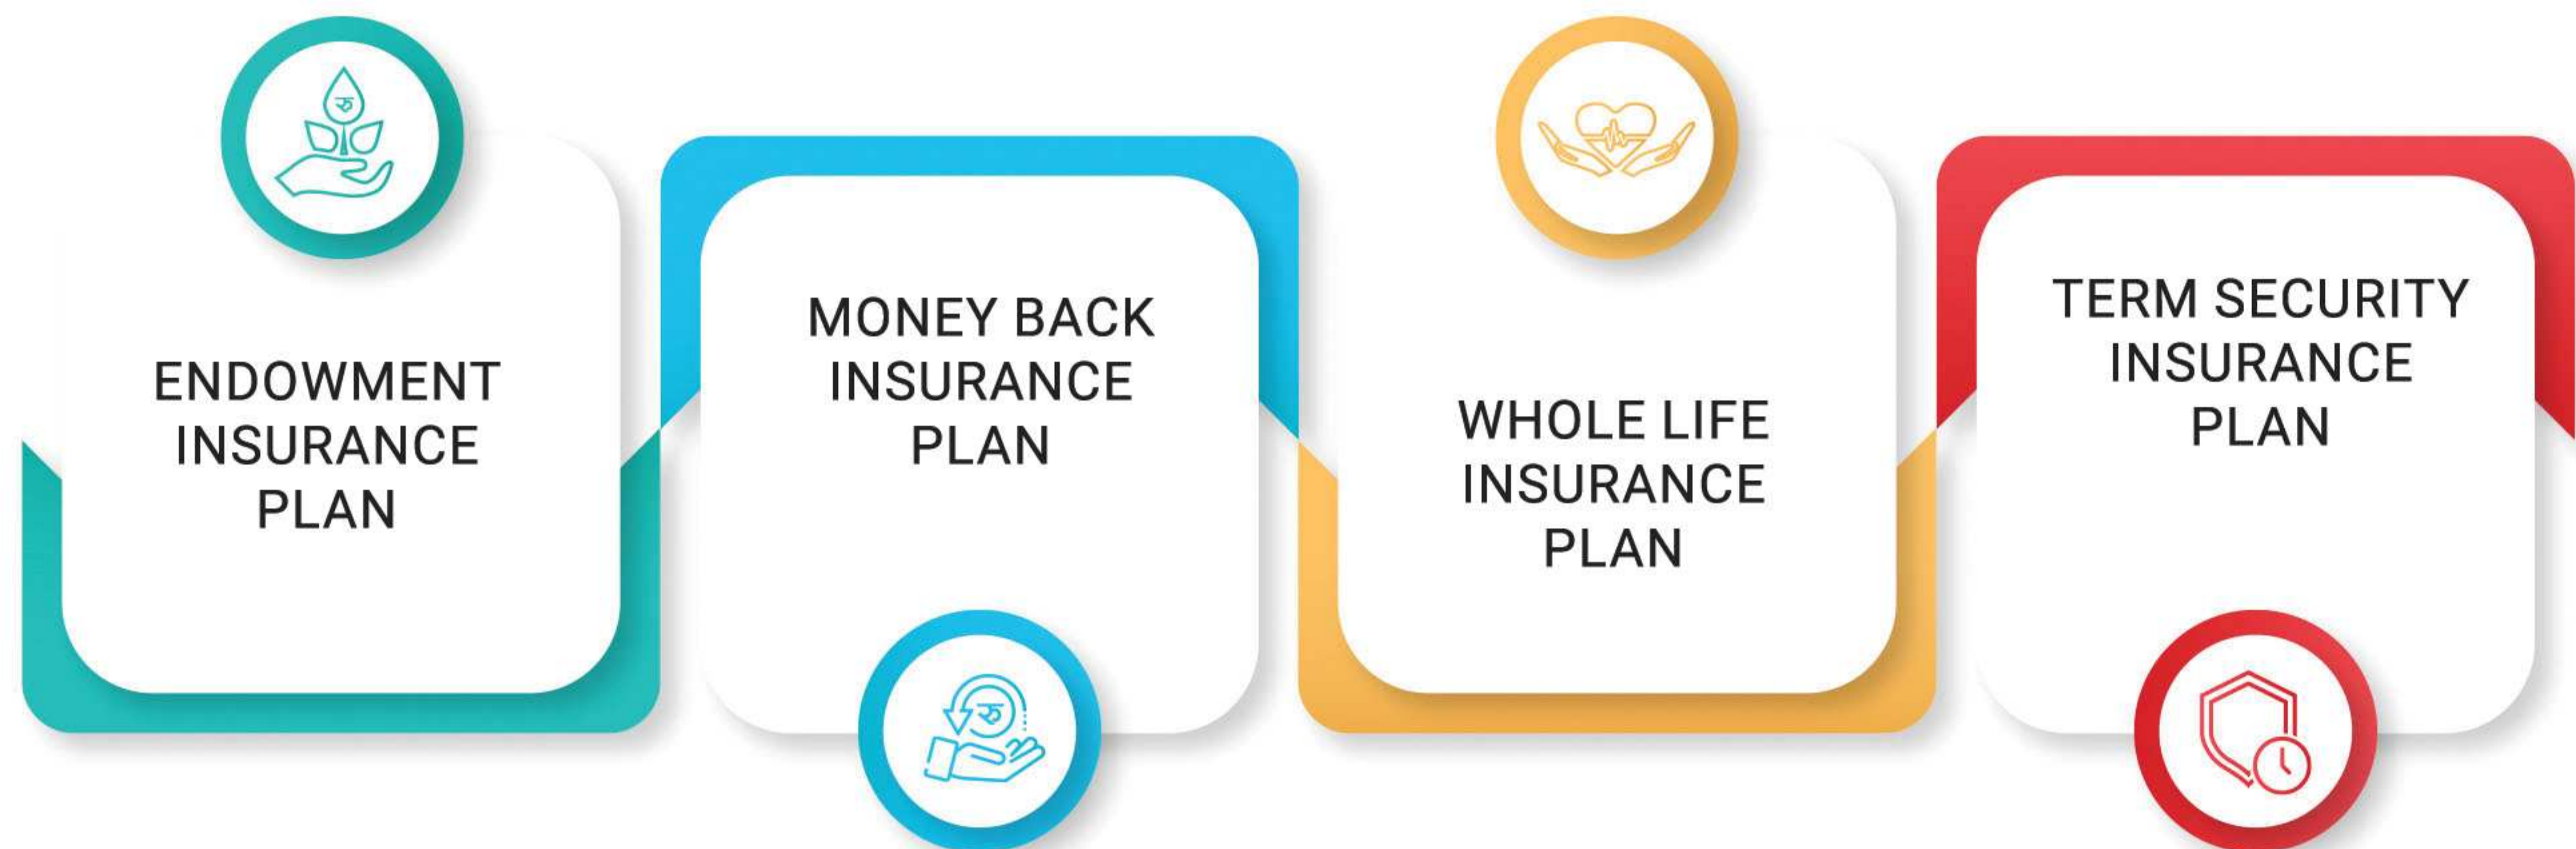 रु
ENDOWMENT
INSURANCE
PLAN
MONEY BACK
INSURANCE
PLAN
रु
WHOLE LIFE
INSURANCE
PLAN
TERM SECURITY
INSURANCE
PLAN